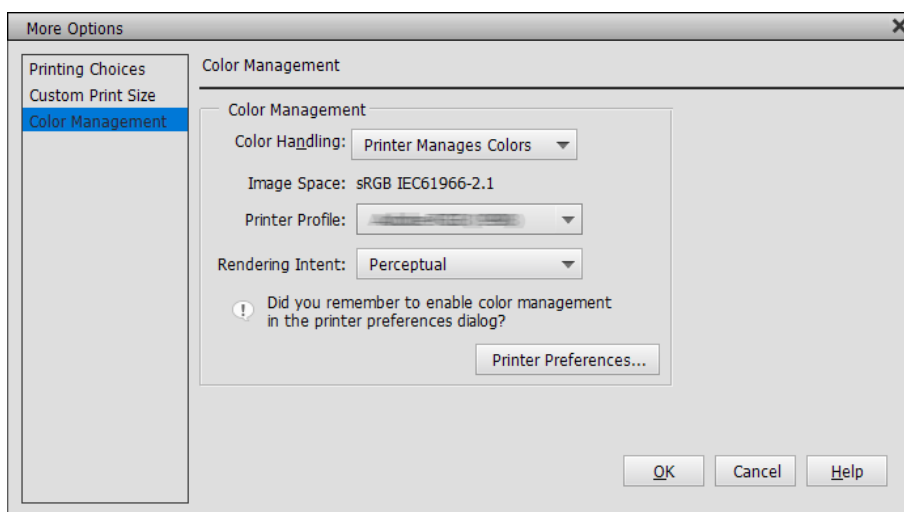 More Options
Printing Choices
Custom Print Size
Color Management
Color Management
Color Management
Color Handling: Printer Manages Colors
Image Space: sRGB IEC61966-2.1
Printer Profile:
Rendering Intent: Perceptual
Did you remember to enable color management
in the printer preferences dialog?
Printer Preferences...
OK Cancel Help